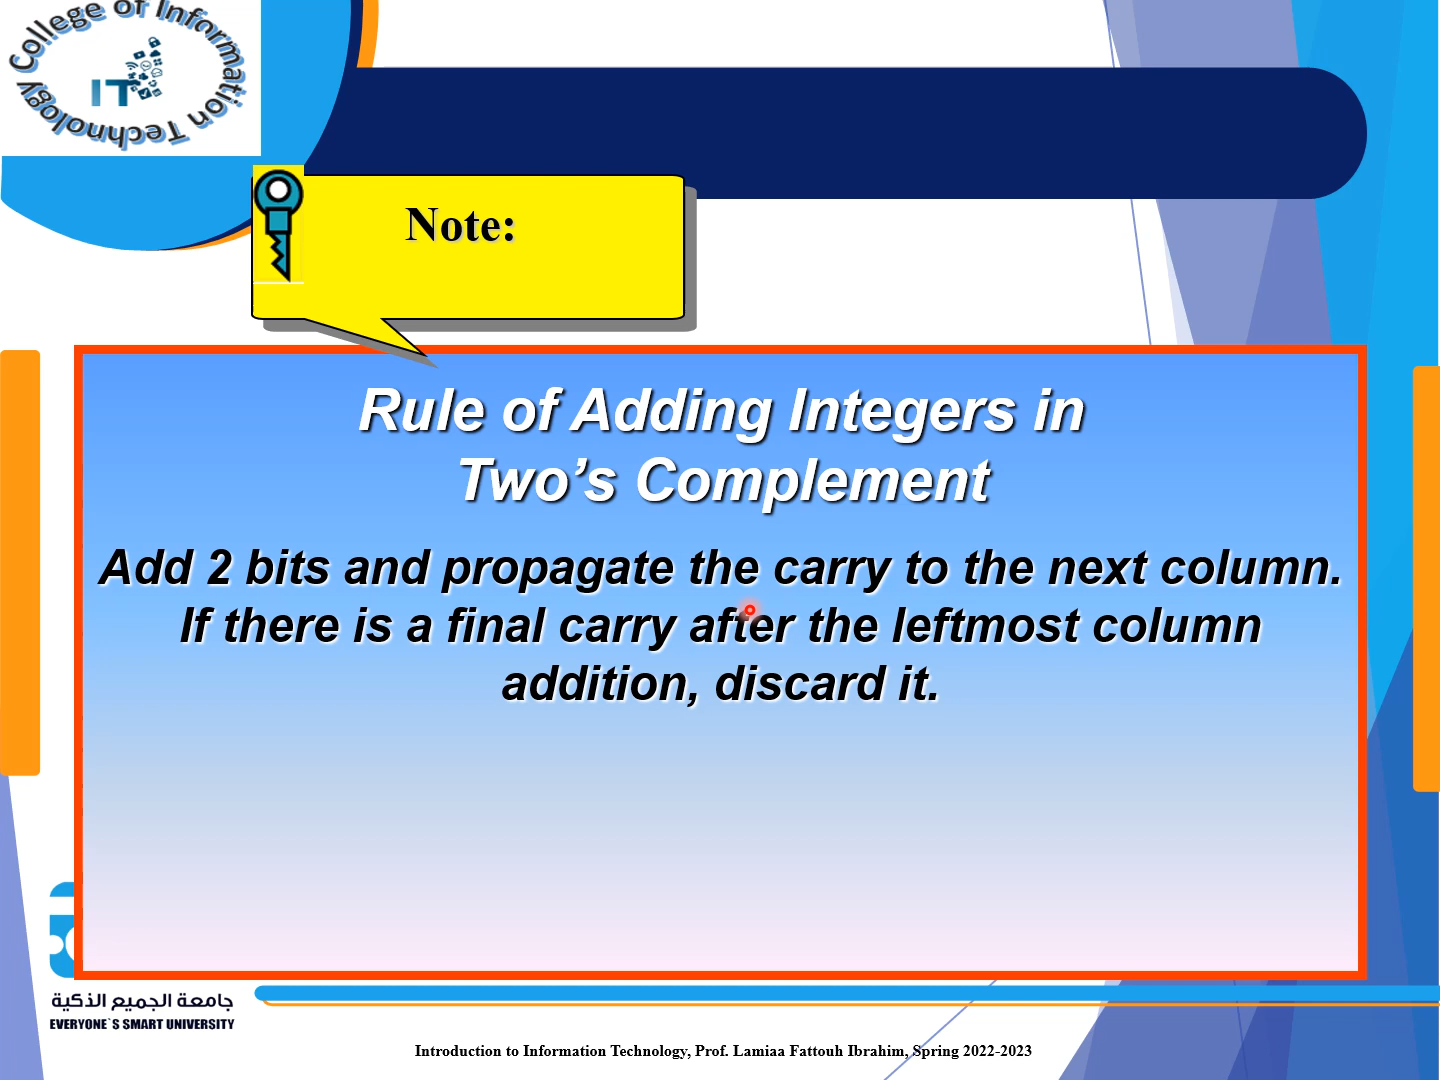 College of Information Technology
IT
Note:
Rule of Adding Integers in
Two’s Complement
Add 2 bits and propagate the carry to the next column.
If there is a final carry after the leftmost column
addition, discard it.
جامعة الجميع الذكية
EVERYONE`S SMART UNIVERSITY
Introduction to Information Technology, Prof. Lamiaa Fattouh Ibrahim, Spring 2022-2023